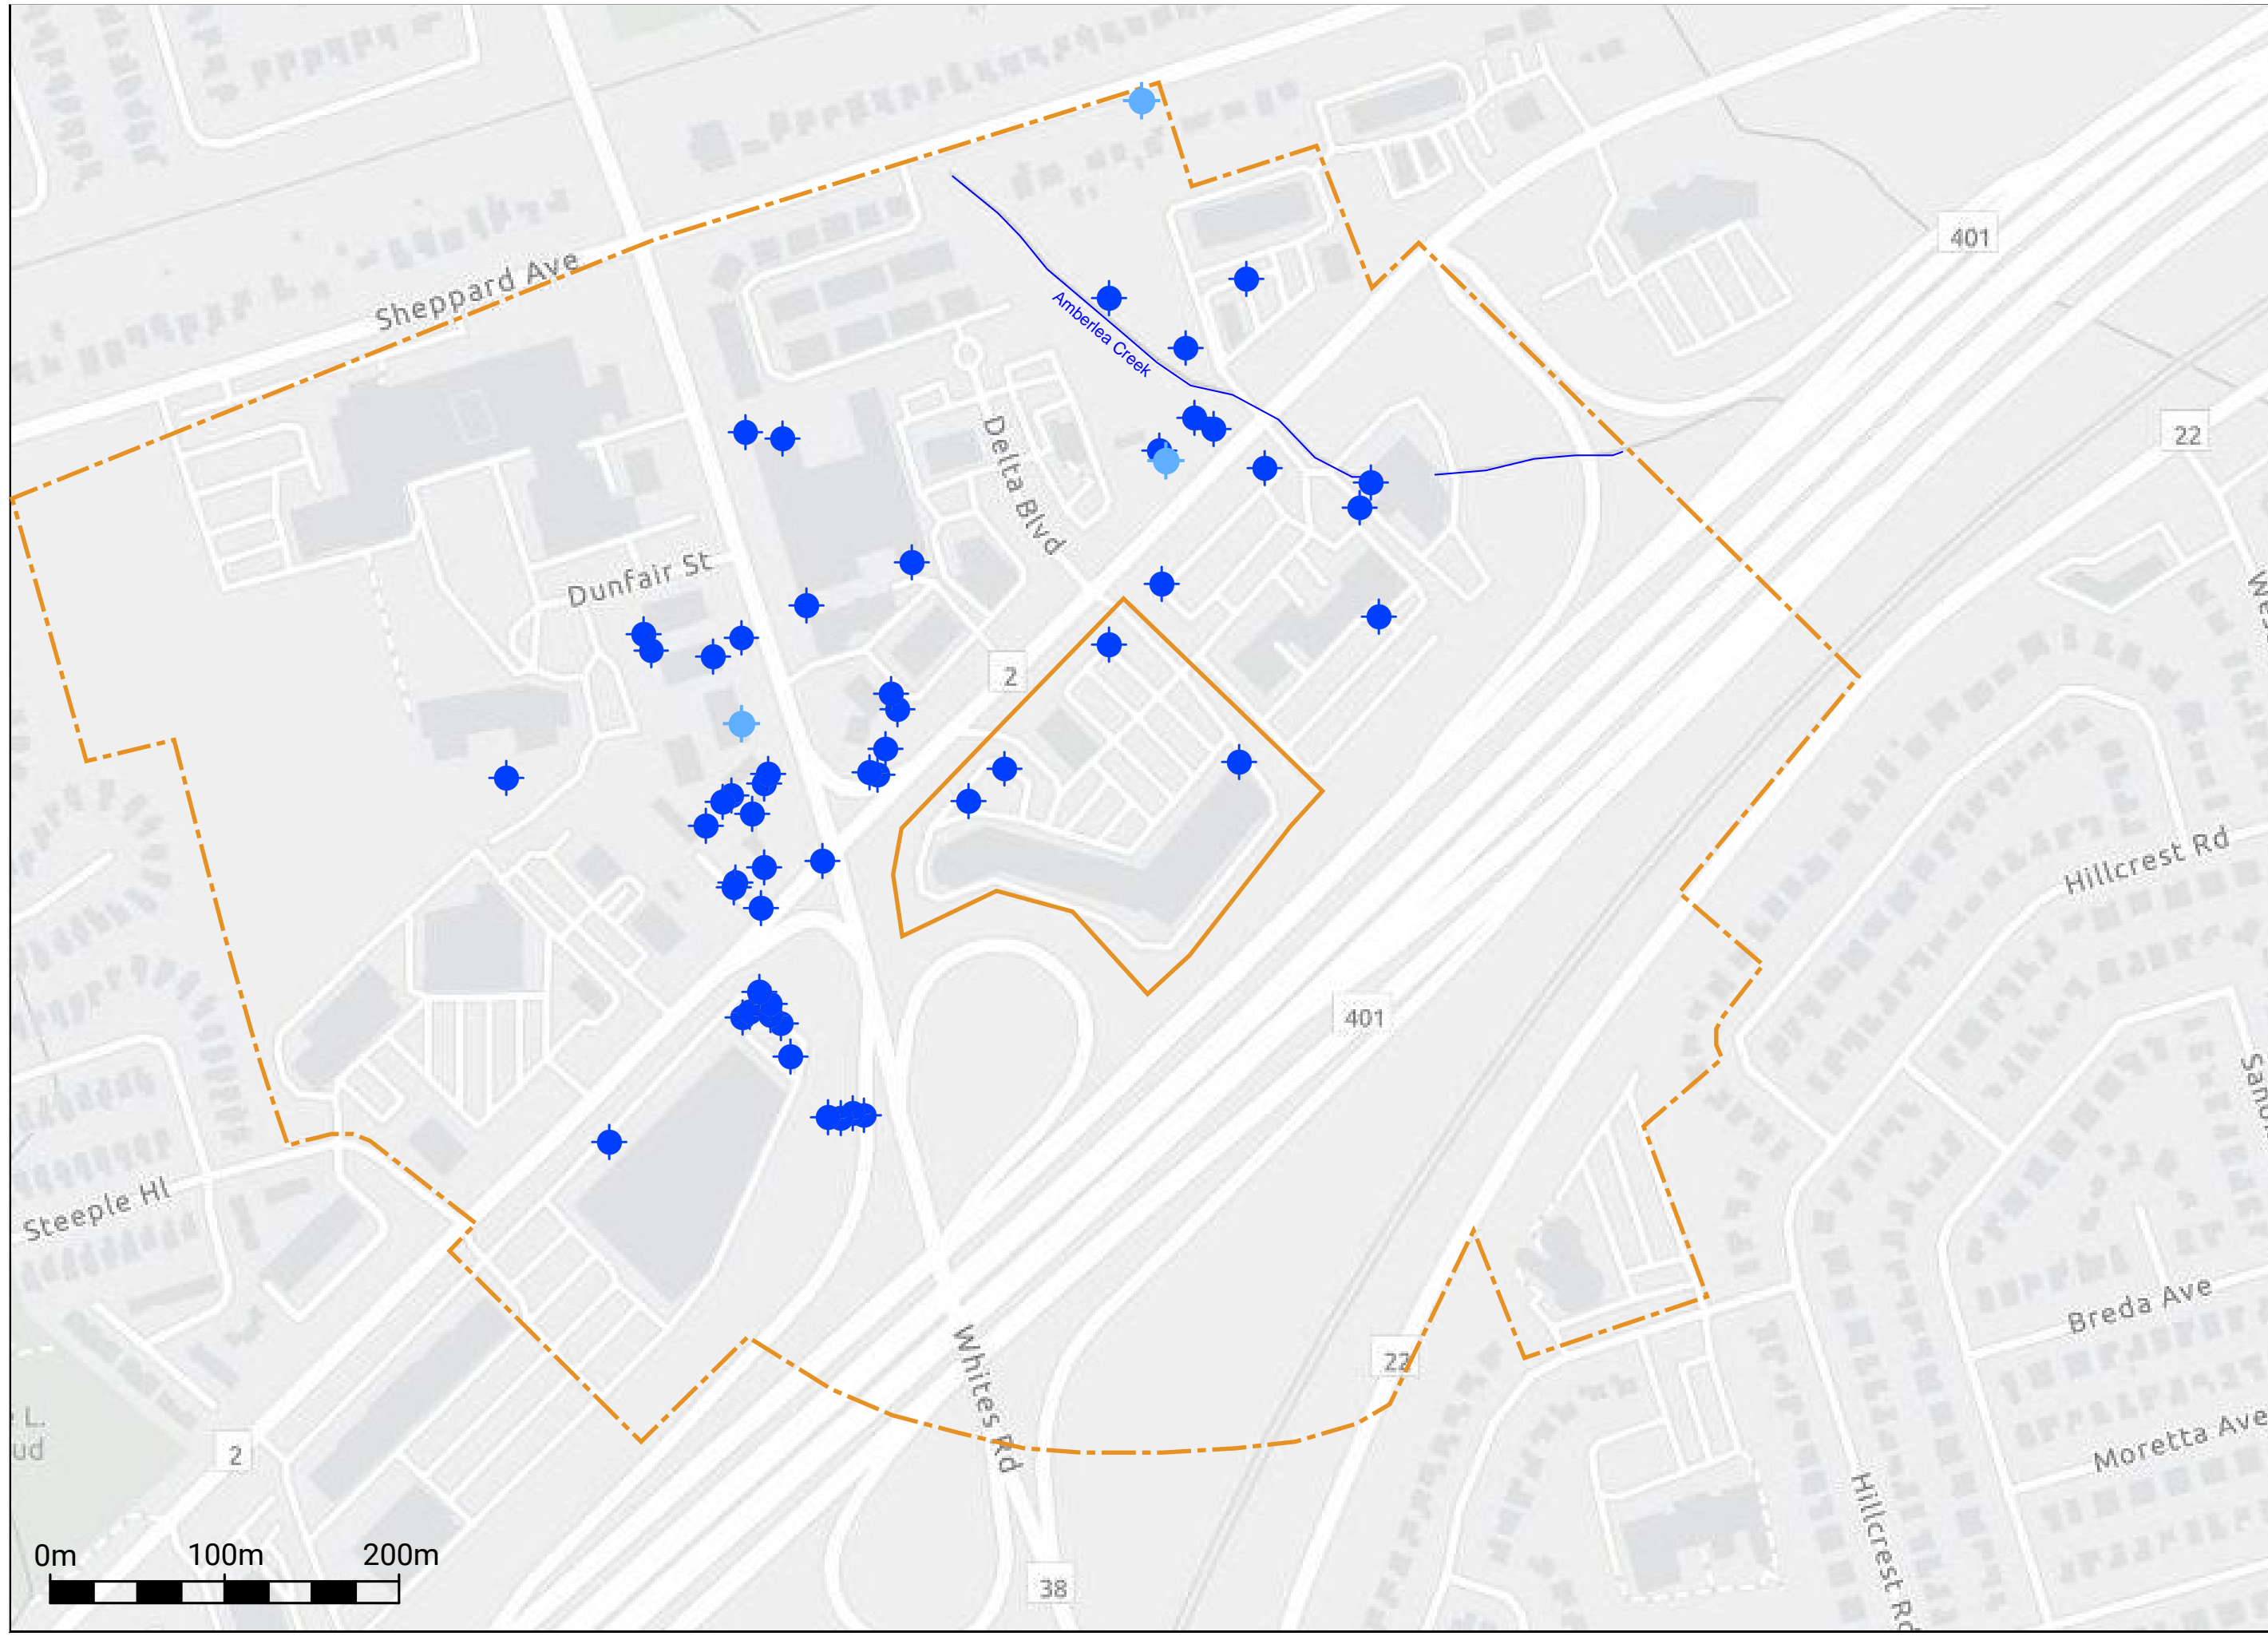 401
Sheppard Ave
Amberlea Creek
22
Delta Blvd
Dunfair St
2
Hillcrest Rd
401
Steeple Hl
Breda Ave
Whites Rd
22
L.
ud
2
Moretta Ave
Hillcrest Rd
0m 100m 200m
38